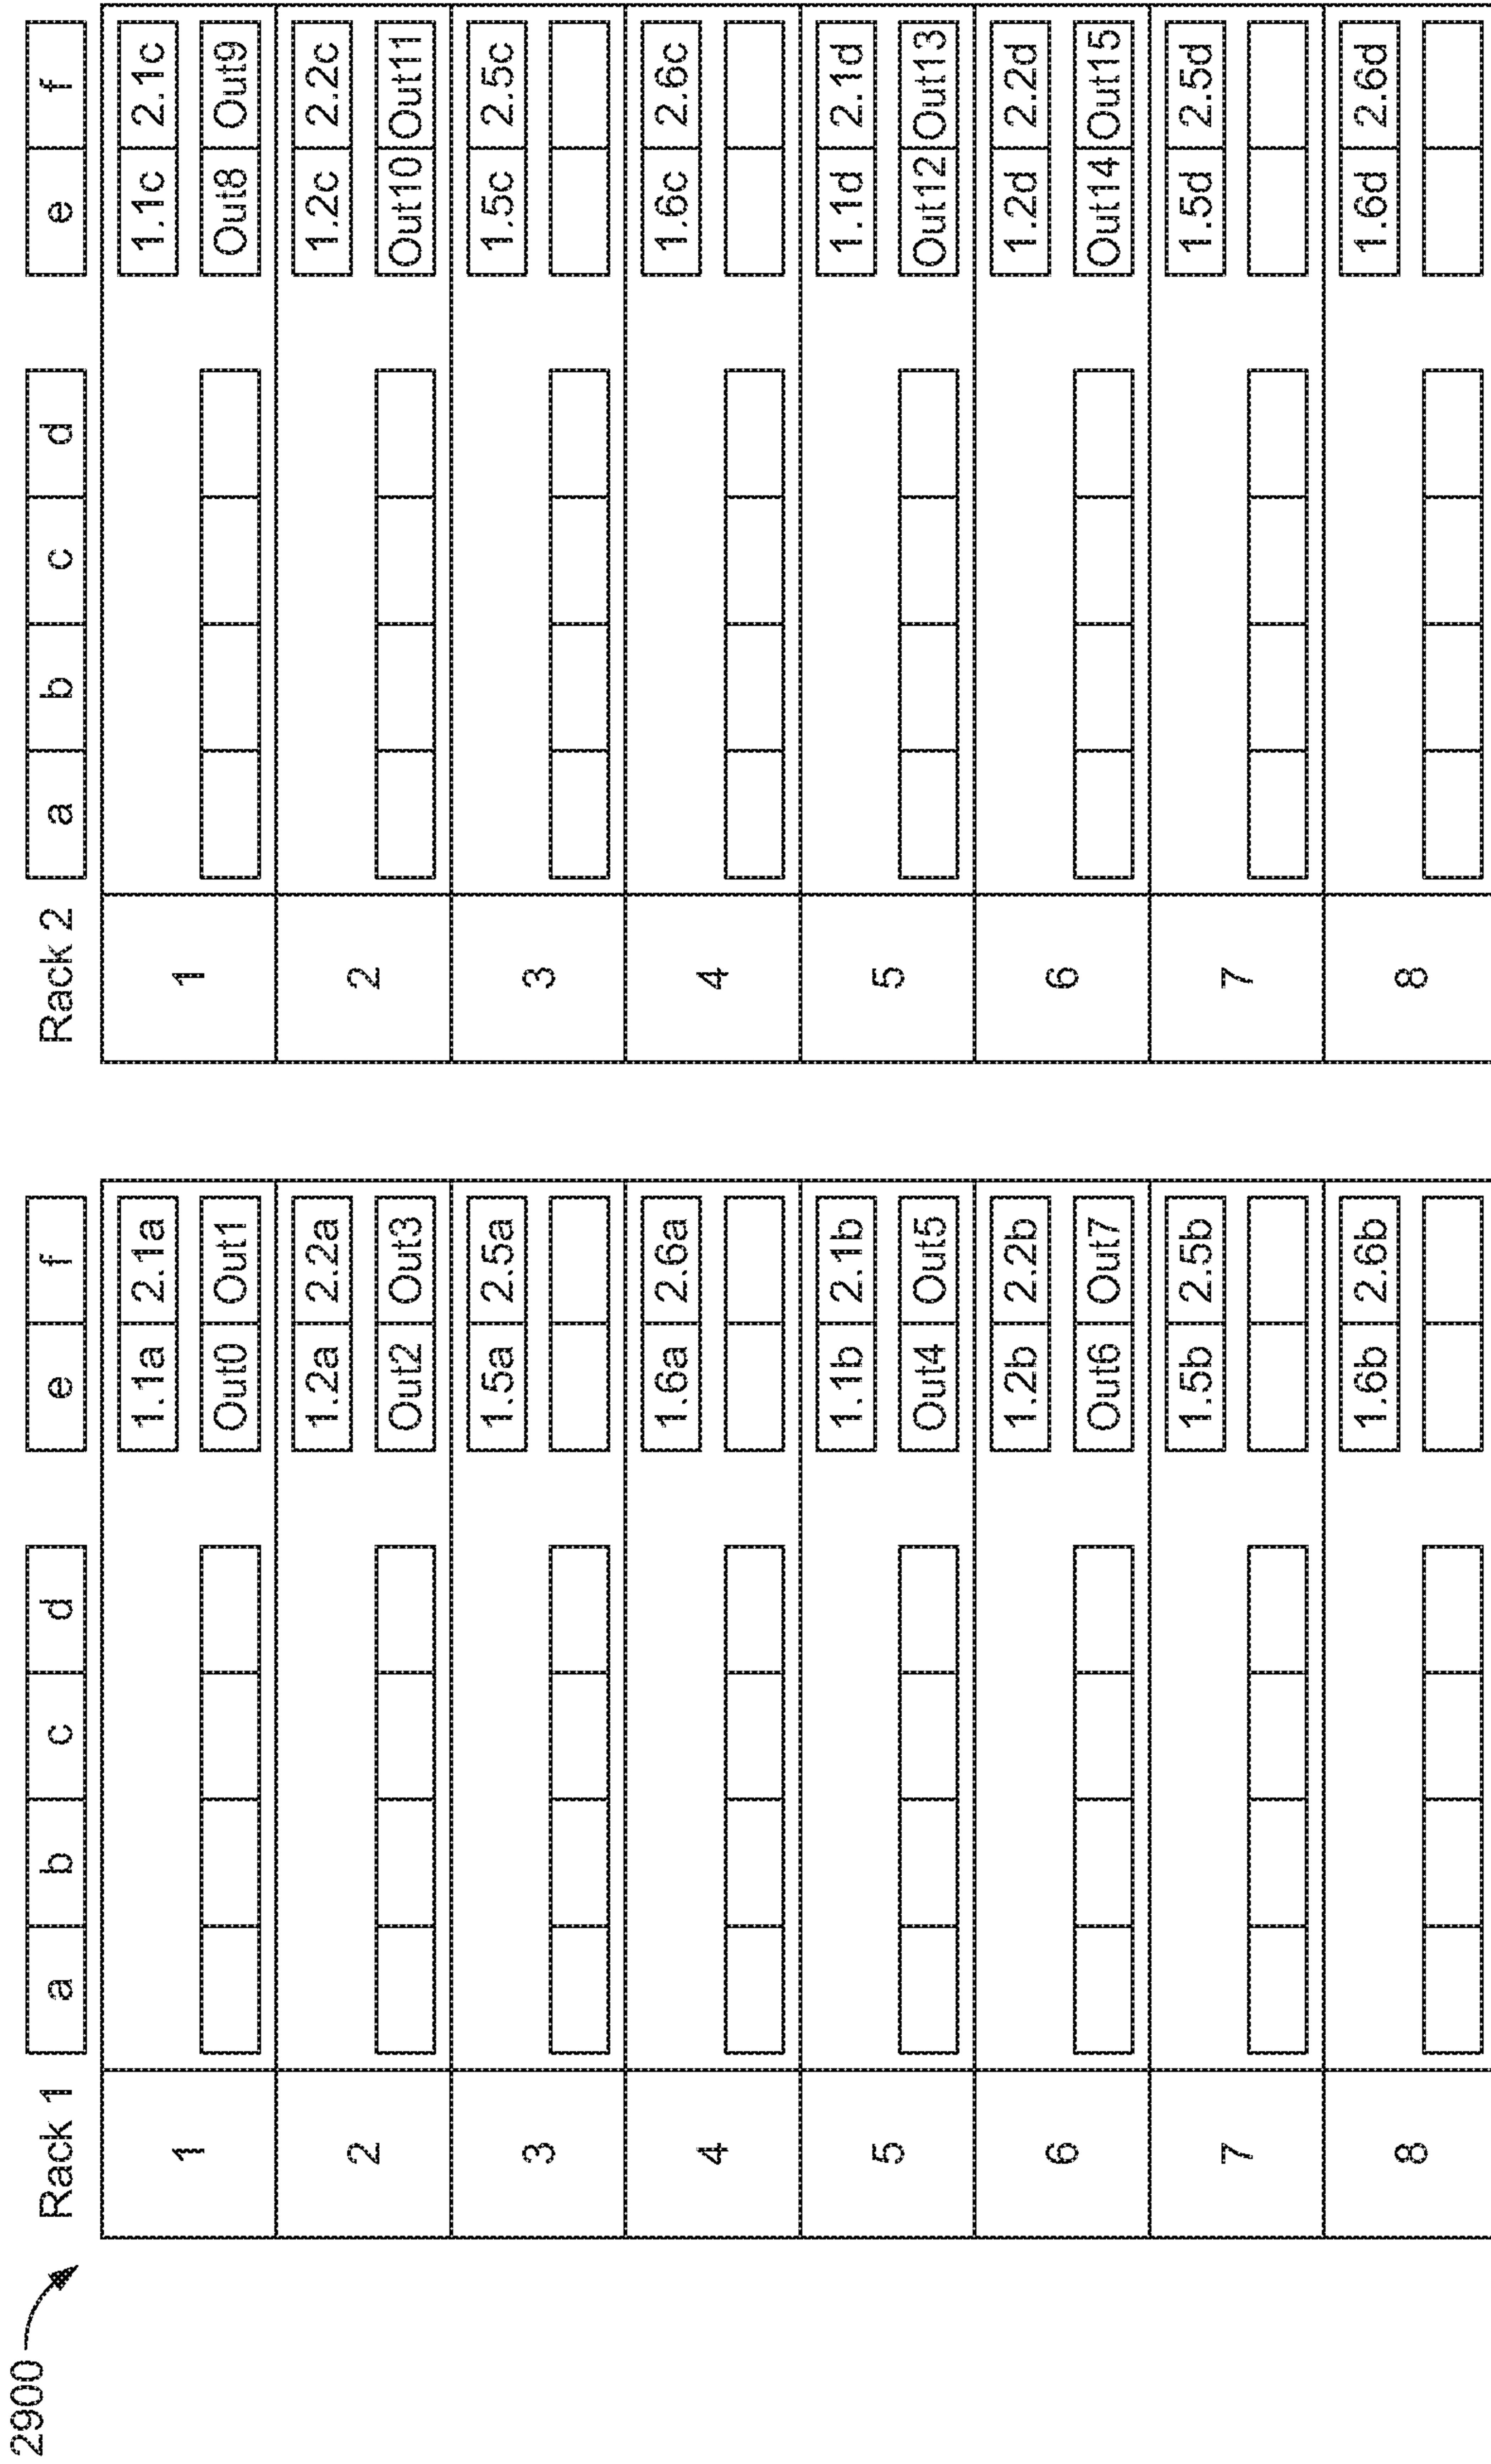 2900
Rack 1 a b c d e f
1 1.1a 2.1a
Out0 Out1
2 1.2a 2.2a
Out2 Out3
3 1.5a 2.5a
4 1.6a 2.6a
5 1.1b 2.1b
Out4 Out5
6 1.2b 2.2b
Out6 Out7
7 1.5b 2.5b
8 1.6b 2.6b
Rack 2 a b c d e f
1 1.1c 2.1c
Out8 Out9
2 1.2c 2.2c
Out10 Out11
3 1.5c 2.5c
4 1.6c 2.6c
5 1.1d 2.1d
Out12 Out13
6 1.2d 2.2d
Out14 Out15
7 1.5d 2.5d
8 1.6d 2.6d